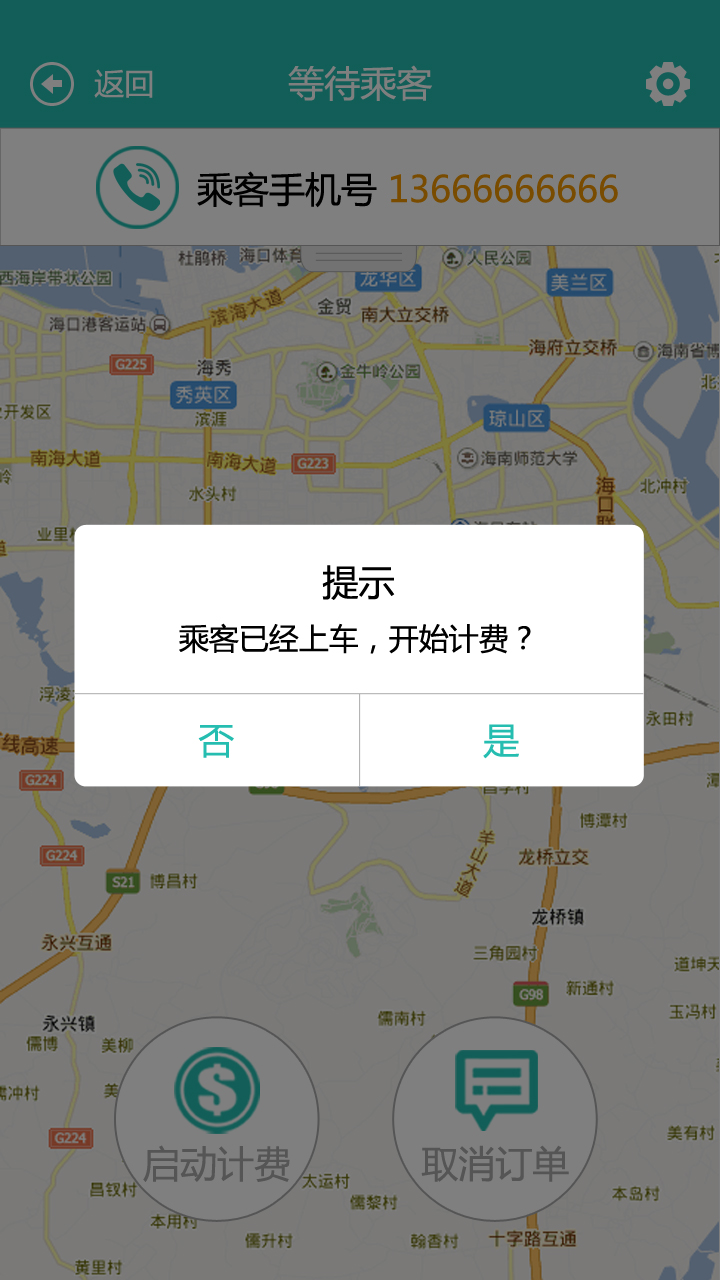 返回
等待乘客
乘客手机号 13666666666
杜鹃桥
海口体育
人民公园
西海岸带状公园
龙华区
美兰区
滨海大道
金贸
南大立交桥
海口港客运站
海府立交桥
海南省博
G225
海秀
金牛岭公园
北
秀英区
开发区
滨涯
琼山区
南海大道
南海大道
G223
海南师范大学
岭
水头村
海口联
北冲村
业里
提示
乘客已经上车，开始计费？
否
是
浮陵
永田村
线高速
G224
昌学村
博潭村
G224
羊山大道
龙桥立交
S21
博昌村
龙桥镇
永兴互通
三角园村
道坤天
G98
新通村
玉冯村
永兴镇
儒南村
儒博
美柳
儒冲村
美
G224
启动计费
取消订单
美有村
昌钗村
太运村
儒黎村
本岛村
本用村
儒升村
翰香村
十字路互通
黄里村